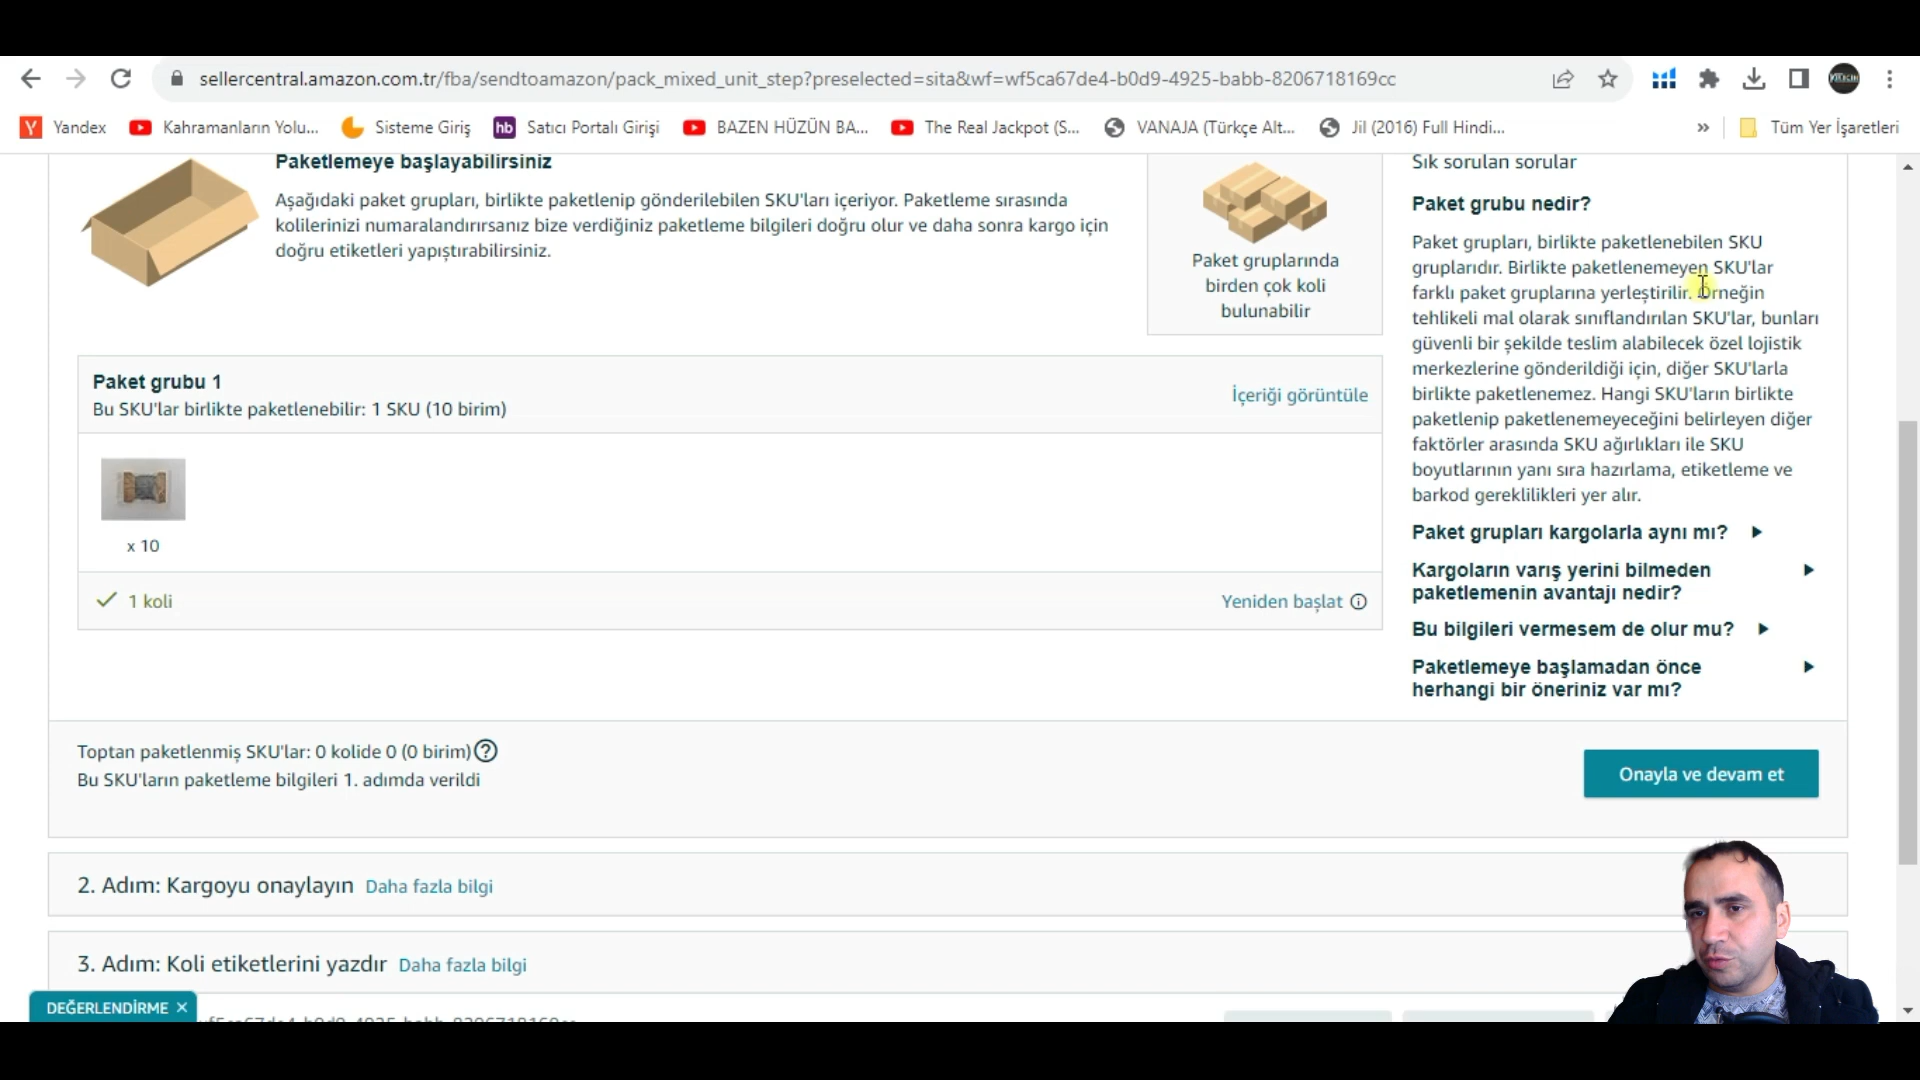 sellercentral.amazon.com.tr/fba/sendtoamazon/pack_mixed_unit_step?preselected=sita&wf=wf5ca67de4-b0d9-4925-babb-8206718169cc
Yandex
Kahramanların Yolu...
Sisteme Giriş
hb Satıcı Portalı Girişi
BAZEN HÜZÜN BA...
The Real Jackpot (S...
VANAJA (Türkçe Alt...
Jil (2016) Full Hindi...
»
Tüm Yer İşaretleri
Paketlemeye başlayabilirsiniz
Aşağıdaki paket grupları, birlikte paketlenip gönderilebilen SKU'ları içeriyor. Paketleme sırasında
kolilerinizi numaralandırırsanız bize verdiğiniz paketleme bilgileri doğru olur ve daha sonra kargo için
doğru etiketleri yapıştırabilirsiniz.
Paket gruplarında
birden çok koli
bulunabilir
Paket grubu 1
Bu SKU'lar birlikte paketlenebilir: 1 SKU (10 birim)
İçeriği görüntüle
x 10
1 koli
Yeniden başlat
Sık sorulan sorular
Paket grubu nedir?
Paket grupları, birlikte paketlenebilen SKU
gruplarıdır. Birlikte paketlenemeyen SKU'lar
farklı paket gruplarına yerleştirilir. Örneğin
tehlikeli mal olarak sınıflandırılan SKU'lar, bunları
güvenli bir şekilde teslim alabilecek özel lojistik
merkezlerine gönderildiği için, diğer SKU'larla
birlikte paketlenemez. Hangi SKU'ların birlikte
paketlenip paketlenemeyeceğini belirleyen diğer
faktörler arasında SKU ağırlıkları ile SKU
boyutlarının yanı sıra hazırlama, etiketleme ve
barkod gereklilikleri yer alır.
Paket grupları kargolarla aynı mı?
Kargoların varış yerini bilmeden
paketlemenin avantajı nedir?
Bu bilgileri vermesem de olur mu?
Paketlemeye başlamadan önce
herhangi bir öneriniz var mı?
Toptan paketlenmiş SKU'lar: 0 kolide 0 (0 birim)
Bu SKU'ların paketleme bilgileri 1. adımda verildi
Onayla ve devam et
2. Adım: Kargoyu onaylayın Daha fazla bilgi
3. Adım: Koli etiketlerini yazdır Daha fazla bilgi
DEĞERLENDİRME ×